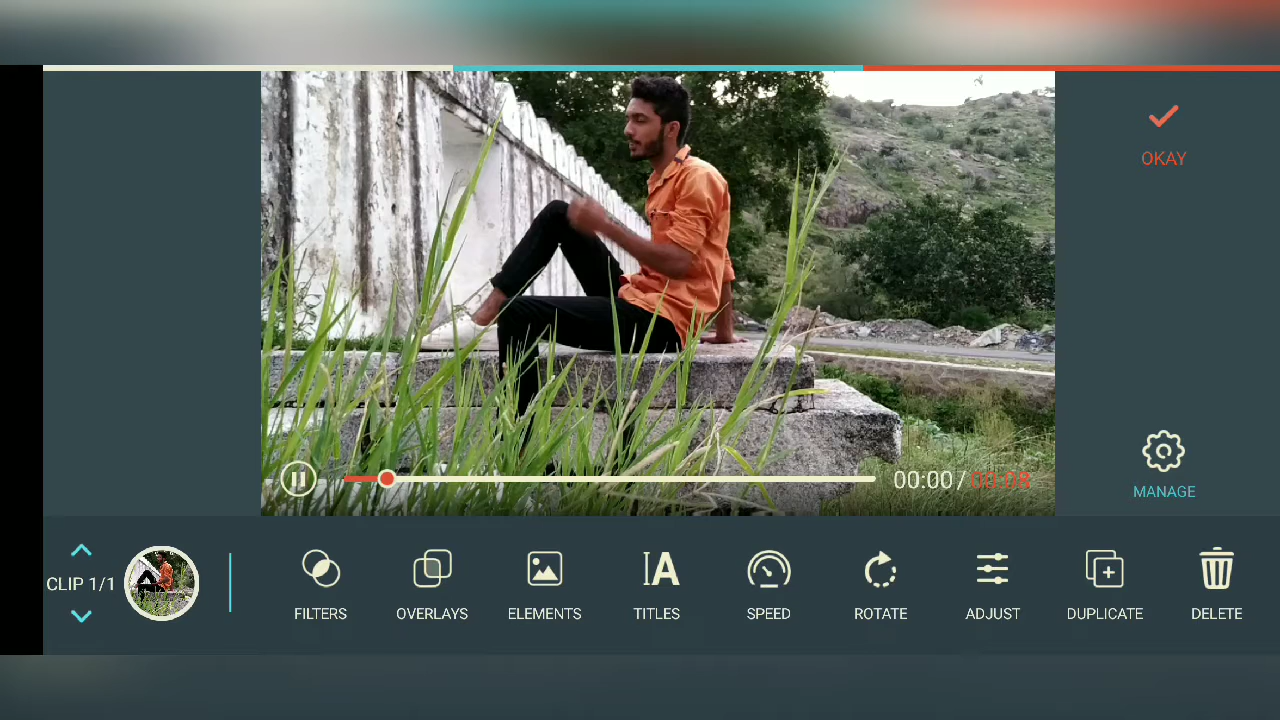 OKAY
00:00 / 00:08
MANAGE
CLIP 1/1
FILTERS
OVERLAYS
ELEMENTS
TITLES
SPEED
ROTATE
ADJUST
DUPLICATE
DELETE